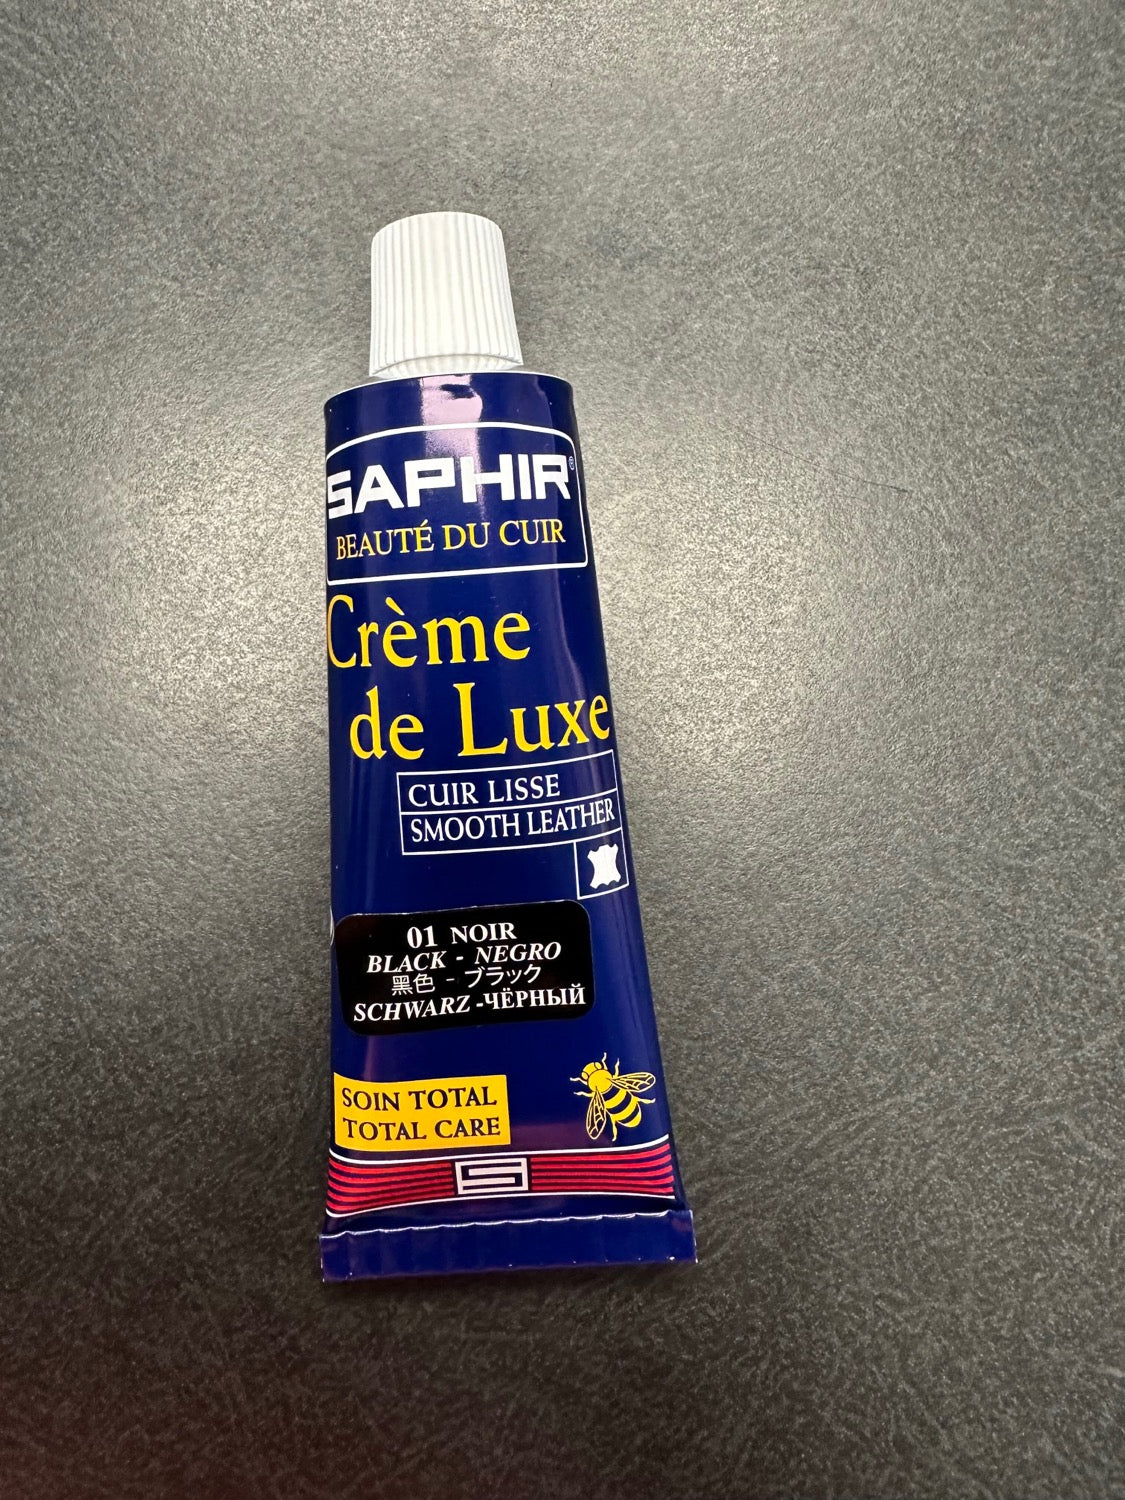 SAPHIR®
BEAUTÉ DU CUIR
Crème
de Luxe
CUIR LISSE
SMOOTH LEATHER
01 NOIR
BLACK - NEGRO
黑色 - ブラック
SCHWARZ -ЧЁРНЫЙ
SOIN TOTAL
TOTAL CARE